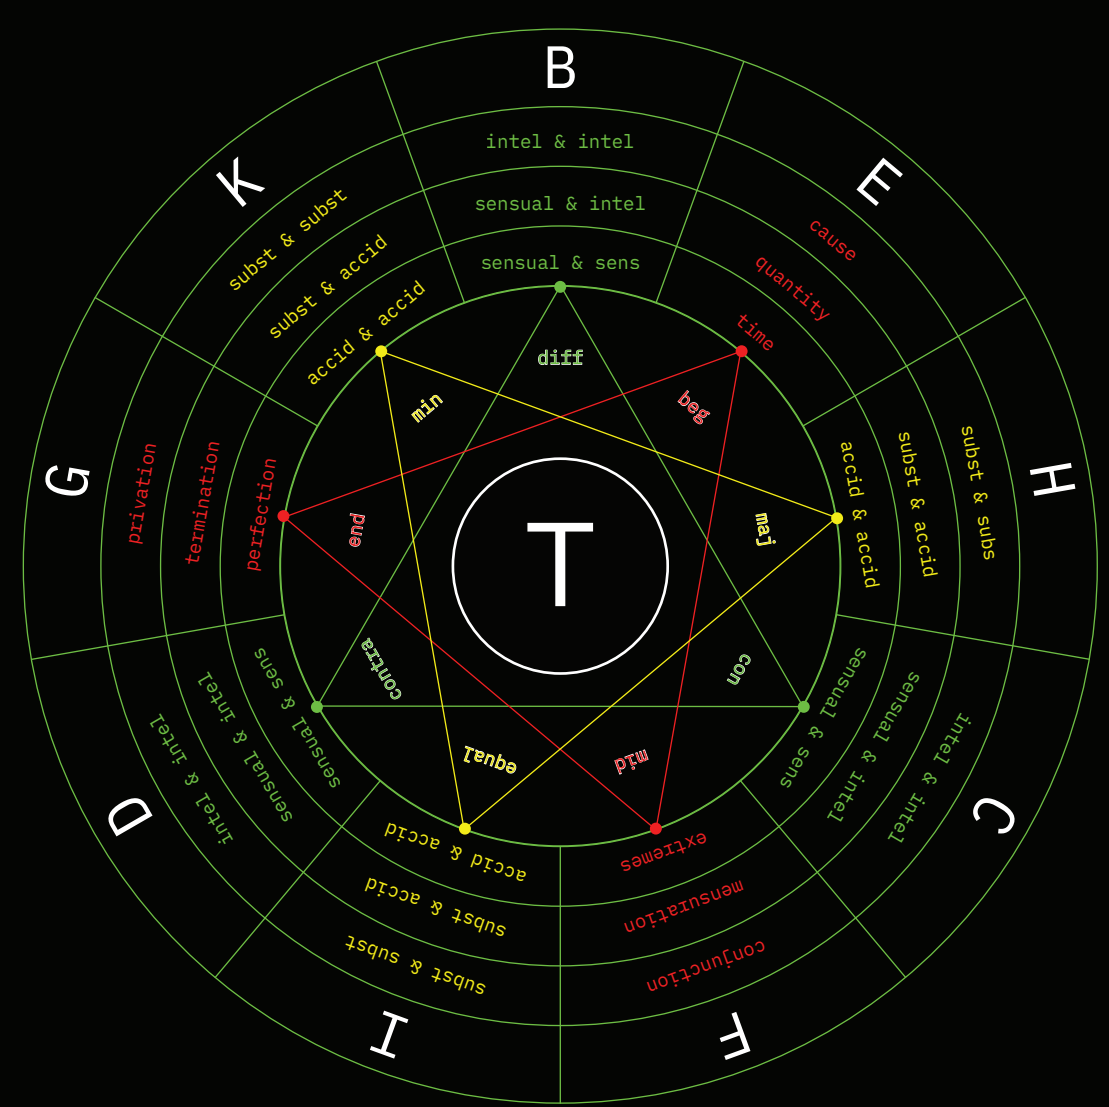 B
intel & intel
sensual & intel
sensual & sens
diff
E
cause
quantity
time
beg
H
subst & subs
subst & accid
accid & accid
maj
C
intel & intel
sensual & intel
sensual & sens
con
F
conjunction
mensuration
extremes
mid
I
subst & subst
subst & accid
accid & accid
equal
D
intel & intel
sensual & intel
sensual & sens
contra
G
privation
termination
perfection
end
K
subst & subst
subst & accid
accid & accid
min
T